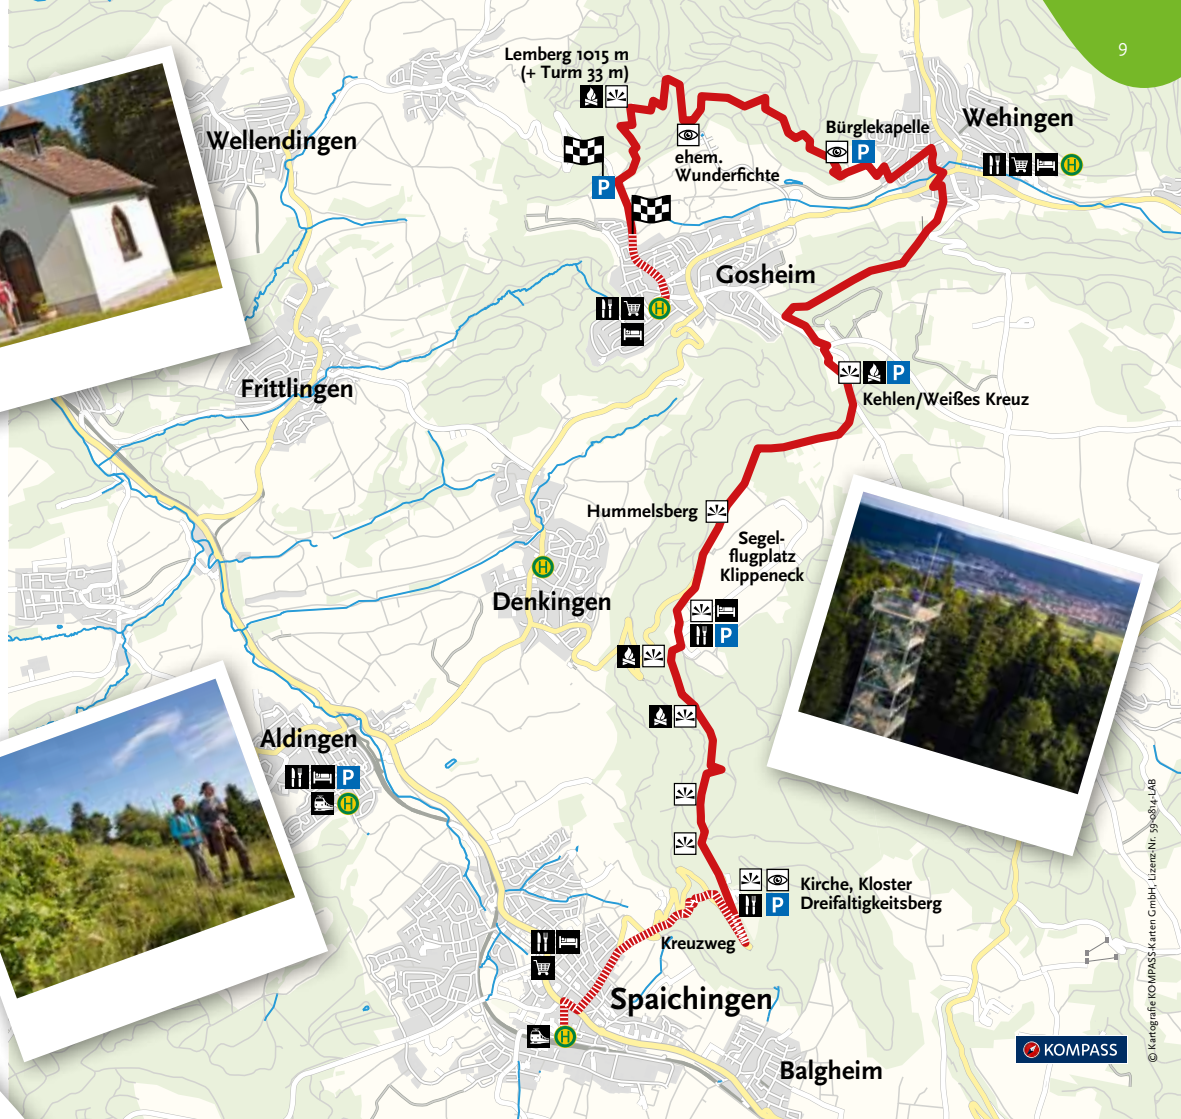 9
Lemberg 1015 m
(+ Turm 33 m)
Wellendingen
Wehingen
Bürglekapelle
P
ehem.
Wunderfichte
H
P
Gosheim
H
P
Kehlen/Weißes Kreuz
Frittlingen
Hummelsberg
Segel-
flugplatz
Klippeneck
H
Denkingen
P
Aldingen
P
H
Kirche, Kloster
Dreifaltigkeitsberg
P
Kreuzweg
Spaichingen
H
KOMPASS
Balgheim
© Kartografie KOMPASS-Karten GmbH, Lizenz-Nr. 59-0814-LAB